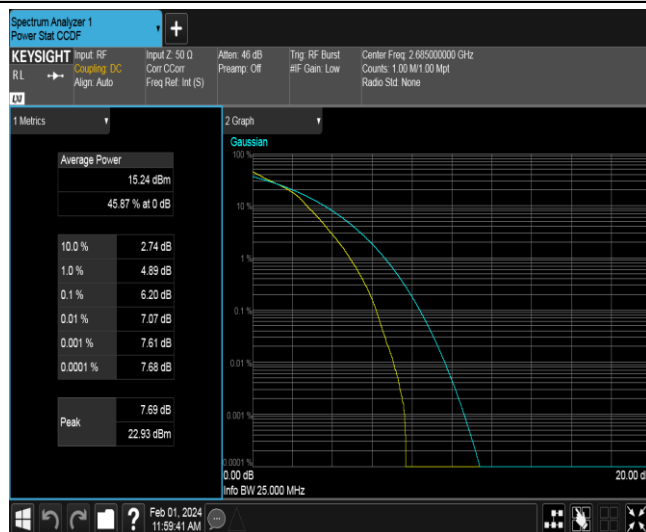 Spectrum Analyzer 1
Power Stat CCDF
KEYSIGHT
RL
LXI
Input: RF
Coupling: DC
Align: Auto
Input Z: 50 Ω
Corr CCorr
Freq Ref: Int (S)
Atten: 46 dB
Preamp: Off
Trig: RF Burst
#IF Gain: Low
Center Freq: 2.685000000 GHz
Counts: 1.00 M/1.00 Mpt
Radio Std: None
1 Metrics
Average Power
15.24 dBm
45.87 % at 0 dB
10.0 % 2.74 dB
1.0 % 4.89 dB
0.1 % 6.20 dB
0.01 % 7.07 dB
0.001 % 7.61 dB
0.0001 % 7.68 dB
Peak
7.69 dB
22.93 dBm
2 Graph
Gaussian
100 %
10 %
1 %
0.1 %
0.01 %
0.001 %
0.0001 %
0.00 dB 20.00 d
Info BW 25.000 MHz
Feb 01, 2024
11:59:41 AM